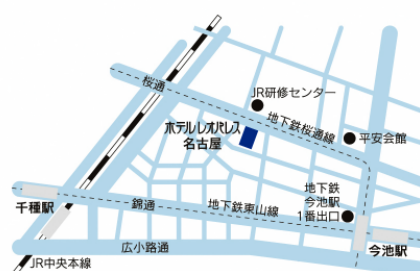 桜通
JR研修センター
地下鉄桜通線
ホテルレオパレス
名古屋
平安会館
千種駅
錦通
地下鉄東山線
地下鉄
今池駅
1番出口
広小路通
今池駅
JR中央本線